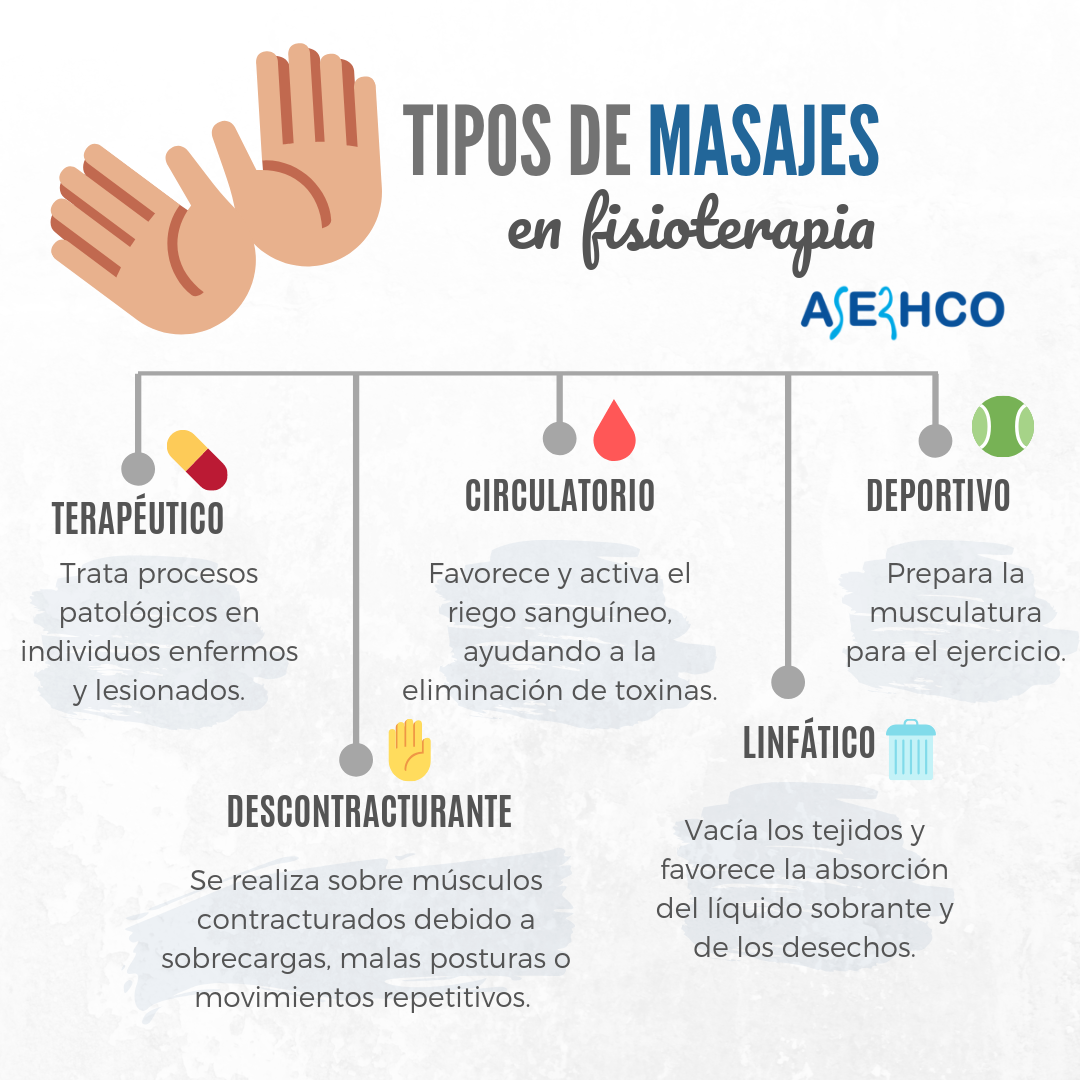 TIPOS DE MASAJES
en fisioterapia
ASERHCO
TERAPÉUTICO
Trata procesos
patológicos en
individuos enfermos
y lesionados.
DESCONTRACTURANTE
Se realiza sobre músculos
contracturados debido a
sobrecargas, malas posturas o
movimientos repetitivos.
CIRCULATORIO
Favorece y activa el
riego sanguíneo,
ayudando a la
eliminación de toxinas.
LINFÁTICO
Vacía los tejidos y
favorece la absorción
del líquido sobrante y
de los desechos.
DEPORTIVO
Prepara la
musculatura
para el ejercicio.